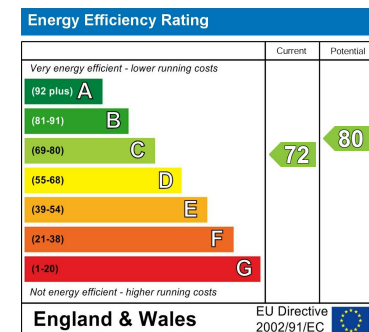 Energy Efficiency Rating
Current Potential
Very energy efficient - lower running costs
(92 plus) A
(81-91) B
(69-80) C
(55-68) D
(39-54) E
(21-38) F
(1-20) G
72
80
Not energy efficient - higher running costs
England & Wales
EU Directive
2002/91/EC